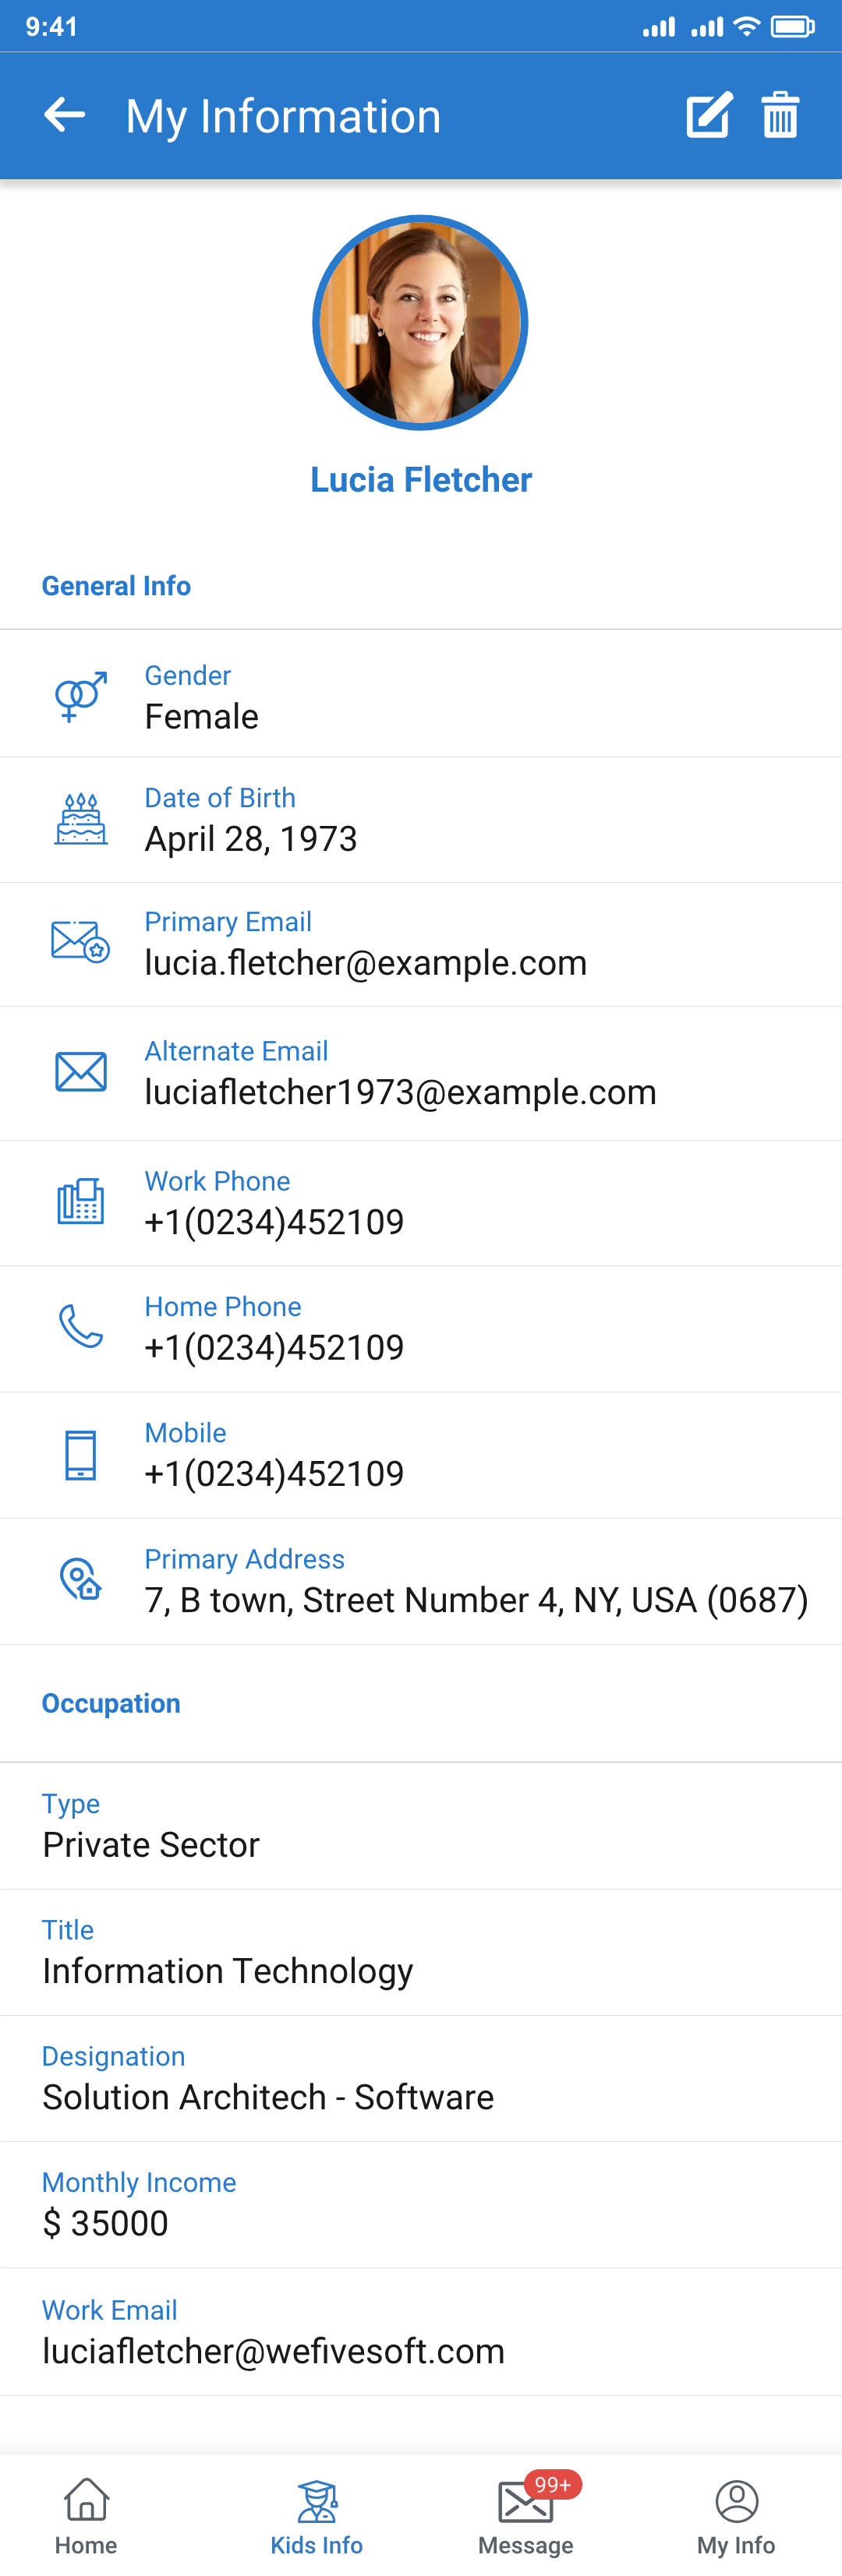 9:41
My Information
Lucia Fletcher
General Info
Gender
Female
Date of Birth
April 28, 1973
Primary Email
lucia.fletcher@example.com
Alternate Email
luciafletcher1973@example.com
Work Phone
+1(0234)452109
Home Phone
+1(0234)452109
Mobile
+1(0234)452109
Primary Address
7, B town, Street Number 4, NY, USA (0687)
Occupation
Type
Private Sector
Title
Information Technology
Designation
Solution Architech - Software
Monthly Income
$ 35000
Work Email
luciafletcher@wefivesoft.com
99+
Home Kids Info Message My Info